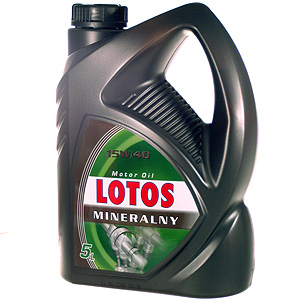 15W/40
Motor Oil
LOTOS
MINERALNY
5L